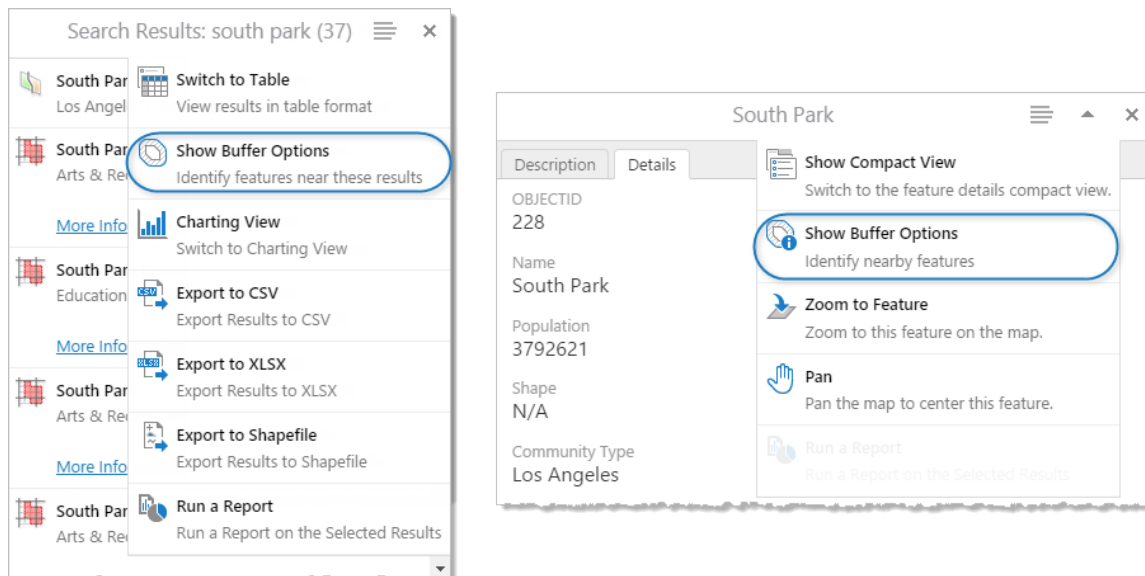 Search Results: south park (37)
South Par
Los Angel
South Par
Arts & Re
More Info
South Par
Education
More Info
South Par
Arts & Re
More Info
South Par
Arts & Re
Switch to Table
View results in table format
Show Buffer Options
Identify features near these results
Charting View
Switch to Charting View
CSV
Export to CSV
Export Results to CSV
XLSX
Export to XLSX
Export Results to XLSX
Export to Shapefile
Export Results to Shapefile
Run a Report
Run a Report on the Selected Results
South Park
Description
Details
OBJECTID
228
Name
South Park
Population
3792621
Shape
N/A
Community Type
Los Angeles
Show Compact View
Switch to the feature details compact view.
Show Buffer Options
Identify nearby features
Zoom to Feature
Zoom to this feature on the map.
Pan
Pan the map to center this feature.
Run a Report
Run a Report on the Selected Results